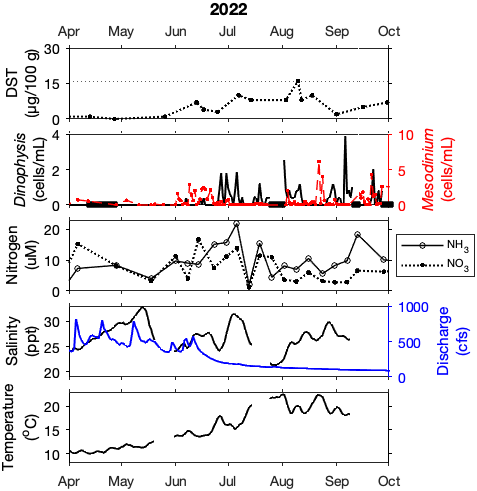 2022
Apr May Jun Jul Aug Sep Oct
DST
(µg/100 g)
30
15
0
Dinophysis
(cells/mL)
4
2
0
10
5
0
Mesodinium
(cells/mL)
Nitrogen
(uM)
20
10
0
NH3
NO3
Salinity
(ppt)
35
30
25
20
1000
500
0
Discharge
(cfs)
Temperature
(°C)
20
15
10
Apr May Jun Jul Aug Sep Oct